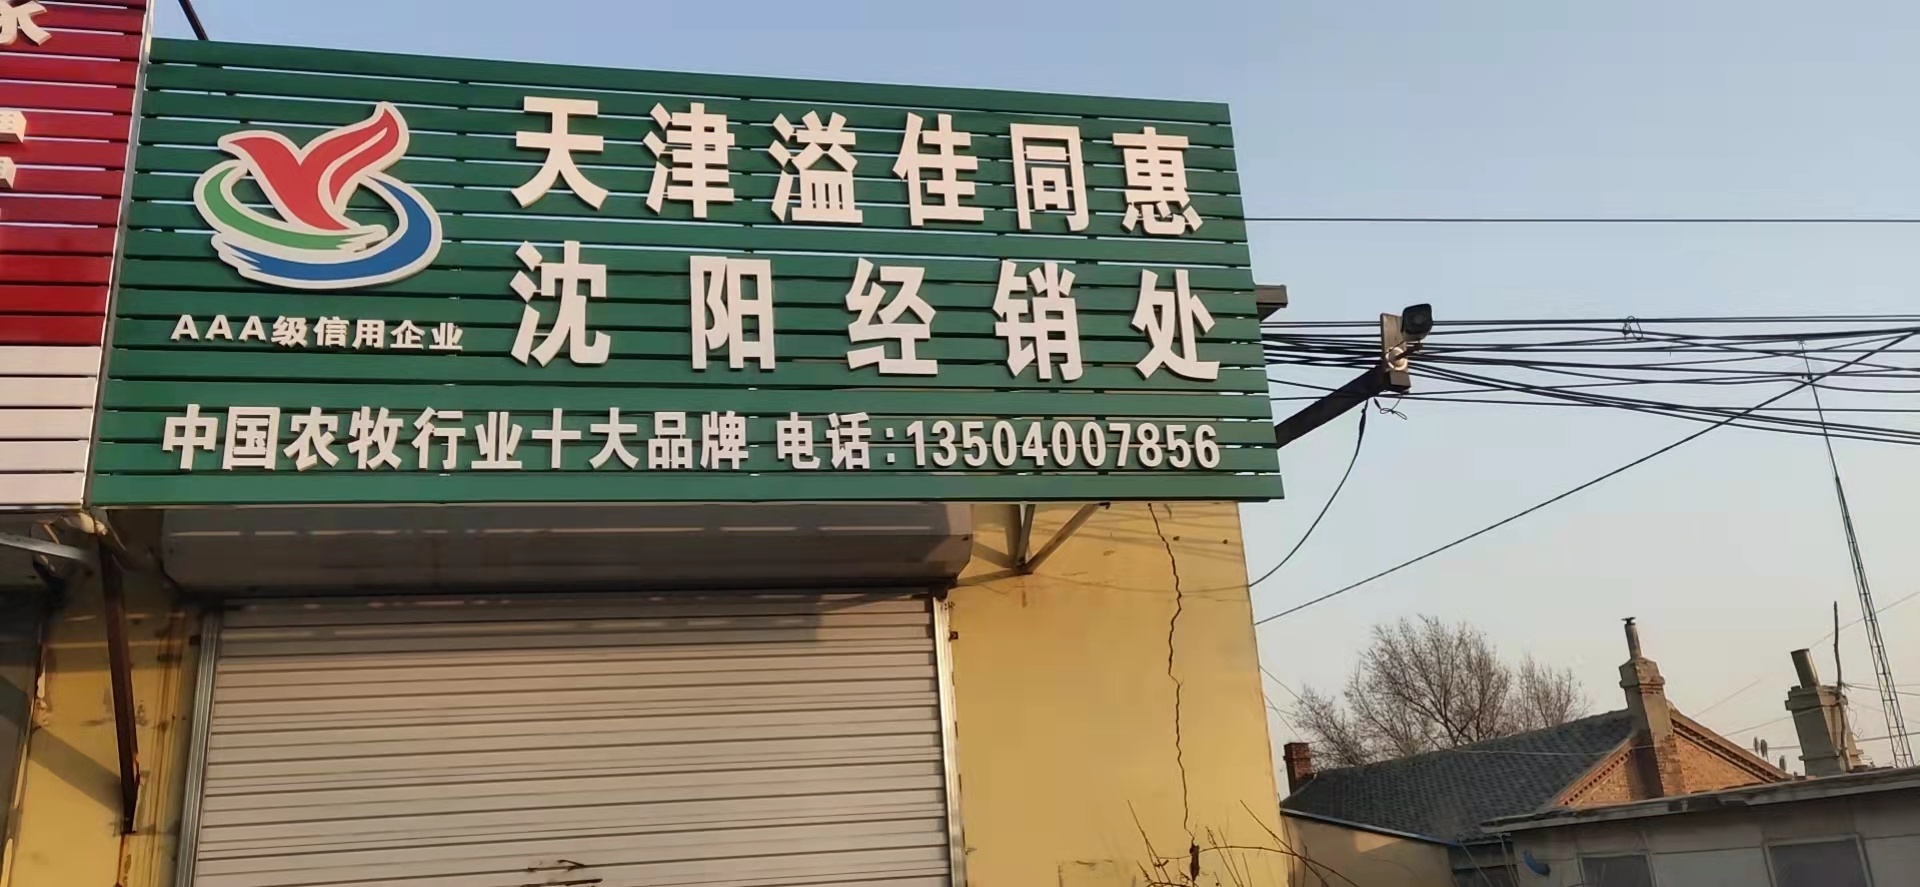 天津溢佳同惠
沈阳经销处
AAA级信用企业
中国农牧行业十大品牌 电话:13504007856